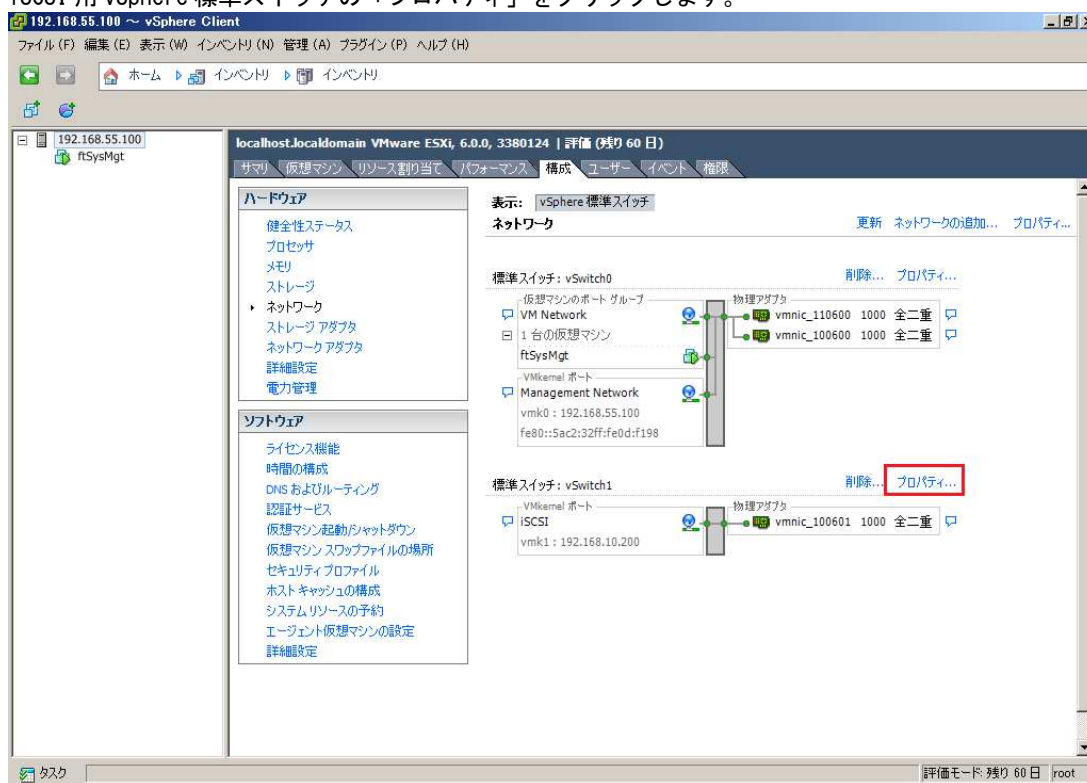 iSCSI 用 vSphere 標準スイッチの「プロパティ」をクリックします。
192.168.55.100 ～ vSphere Client
ファイル(F) 編集(E) 表示(W) インベントリ(N) 管理(A) プラグイン(P) ヘルプ(H)
ホーム インベントリ インベントリ
192.168.55.100
ftSysMgt
localhost.localdomain VMware ESXi, 6.0.0, 3380124 | 評価 (残り 60 日)
サマリ 仮想マシン リソース割り当て パフォーマンス 構成 ユーザー イベント 権限
ハードウェア
健全性ステータス
プロセッサ
メモリ
ストレージ
ネットワーク
ストレージ アダプタ
ネットワーク アダプタ
詳細設定
電力管理
ソフトウェア
ライセンス機能
時間の構成
DNS およびルーティング
認証サービス
仮想マシン起動/シャットダウン
仮想マシン スワップファイルの場所
セキュリティ プロファイル
ホスト キャッシュの構成
システム リソースの予約
エージェント仮想マシンの設定
詳細設定
表示: vSphere 標準スイッチ
ネットワーク 更新 ネットワークの追加... プロパティ...
標準スイッチ: vSwitch0 削除... プロパティ...
仮想マシンのポート グループ 物理アダプタ
VM Network vmnic_110600 1000 全二重
1 台の仮想マシン vmnic_100600 1000 全二重
ftSysMgt
VMkernel ポート
Management Network
vmk0 : 192.168.55.100
fe80::5ac2:32ff:fe0d:f198
標準スイッチ: vSwitch1 削除... プロパティ...
VMkernel ポート 物理アダプタ
iSCSI vmnic_100601 1000 全二重
vmk1 : 192.168.10.200
タスク 評価モード: 残り 60 日 root